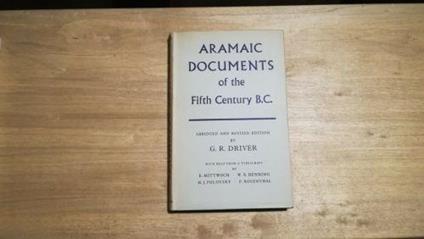 ARAMAIC
DOCUMENTS
of the
Fifth Century B.C.
ABRIDGED AND REVISED EDITION
BY
G. R. DRIVER
WITH HELP FROM A TYPESCRIPT
BY
E. MITTWOCH W. B. HENNING
H. J. POLOTSKY F. ROSENTHAL